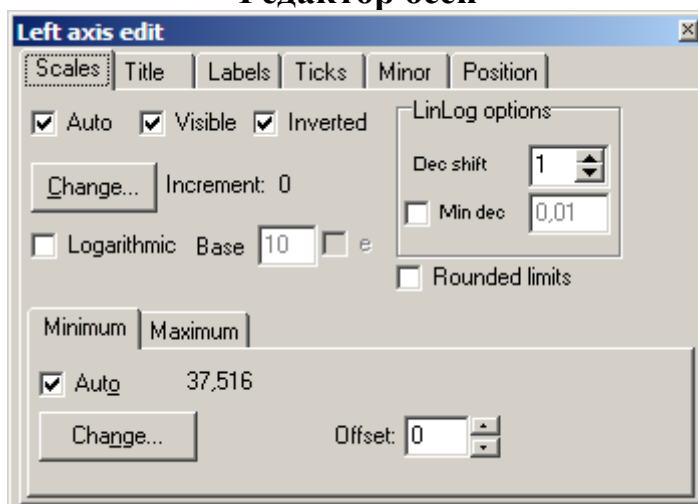 Редактор осей
Left axis edit
Scales Title Labels Ticks Minor Position
Auto Visible Inverted
LinLog options
Dec shift 1
Change... Increment: 0
Min dec 0,01
Logarithmic Base 10 e
Rounded limits
Minimum Maximum
Auto 37,516
Change... Offset: 0